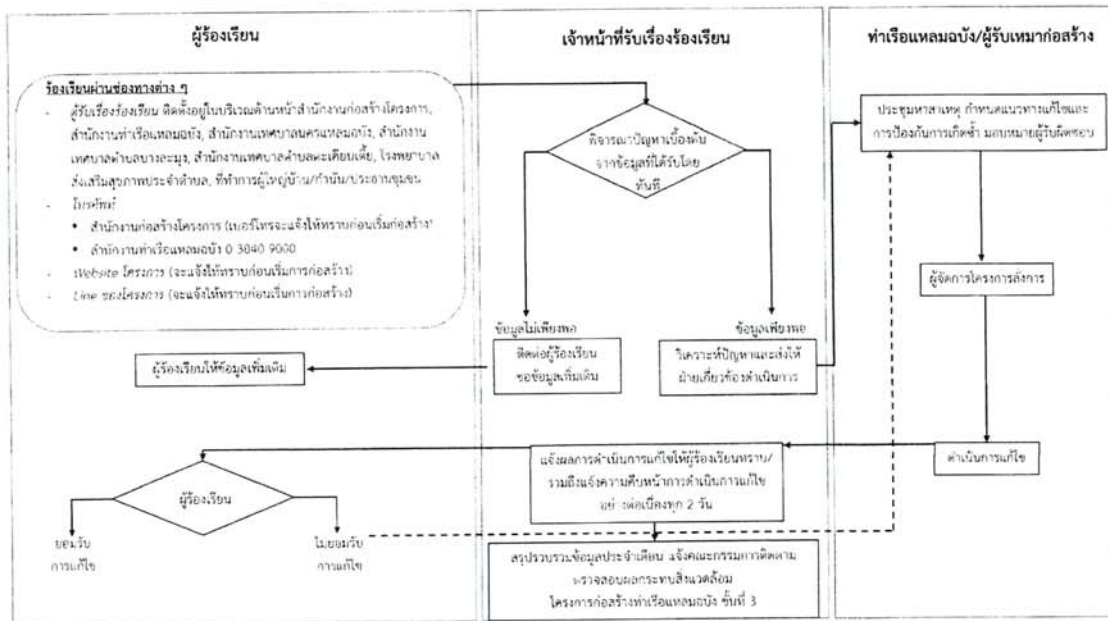 ผู้ร้องเรียน
เจ้าหน้าที่รับเรื่องร้องเรียน
ท่าเรือแหลมฉบัง/ผู้รับเหมาก่อสร้าง
ร้องเรียนผ่านช่องทางต่าง ๆ
- ตู้รับเรื่องร้องเรียน ติดตั้งอยู่ในบริเวณด้านหน้าสำนักงานก่อสร้างโครงการ,
สำนักงานท่าเรือแหลมฉบัง, สำนักงานเทศบาลนครแหลมฉบัง, สำนักงาน
เทศบาลตำบลบางละมุง, สำนักงานเทศบาลตำบลตะเคียนเตี้ย, โรงพยาบาล
ส่งเสริมสุขภาพประจำตำบล, ที่ทำการผู้ใหญ่บ้าน/กำนัน/ประธานชุมชน
- โทรศัพท์
• สำนักงานก่อสร้างโครงการ (เบอร์โทรจะแจ้งให้ทราบก่อนเริ่มก่อสร้าง)
• สำนักงานท่าเรือแหลมฉบัง 0 3840 9000
- Website โครงการ (จะแจ้งให้ทราบก่อนเริ่มการก่อสร้าง)
- Line ของโครงการ (จะแจ้งให้ทราบก่อนเริ่มการก่อสร้าง)
พิจารณาปัญหาเบื้องต้น
จากข้อมูลที่ได้รับโดย
ทันที
ประชุมหาสาเหตุ กำหนดแนวทางแก้ไขและ
การป้องกันการเกิดซ้ำ มอบหมายผู้รับผิดชอบ
ผู้จัดการโครงการสั่งการ
ข้อมูลไม่เพียงพอ
ข้อมูลเพียงพอ
ติดต่อผู้ร้องเรียน
ขอข้อมูลเพิ่มเติม
วิเคราะห์ปัญหาและส่งให้
ฝ่ายเกี่ยวข้องดำเนินการ
ผู้ร้องเรียนให้ข้อมูลเพิ่มเติม
แจ้งผลการดำเนินการแก้ไขให้ผู้ร้องเรียนทราบ/
รวมถึงแจ้งความคืบหน้าการดำเนินการแก้ไข
อย่างต่อเนื่องทุก 2 วัน
ดำเนินการแก้ไข
ผู้ร้องเรียน
ยอมรับ
การแก้ไข
ไม่ยอมรับ
การแก้ไข
สรุปรวบรวมข้อมูลประจำเดือน แจ้งคณะกรรมการติดตาม
ตรวจสอบผลกระทบสิ่งแวดล้อม
โครงการก่อสร้างท่าเรือแหลมฉบัง ขั้นที่ 3